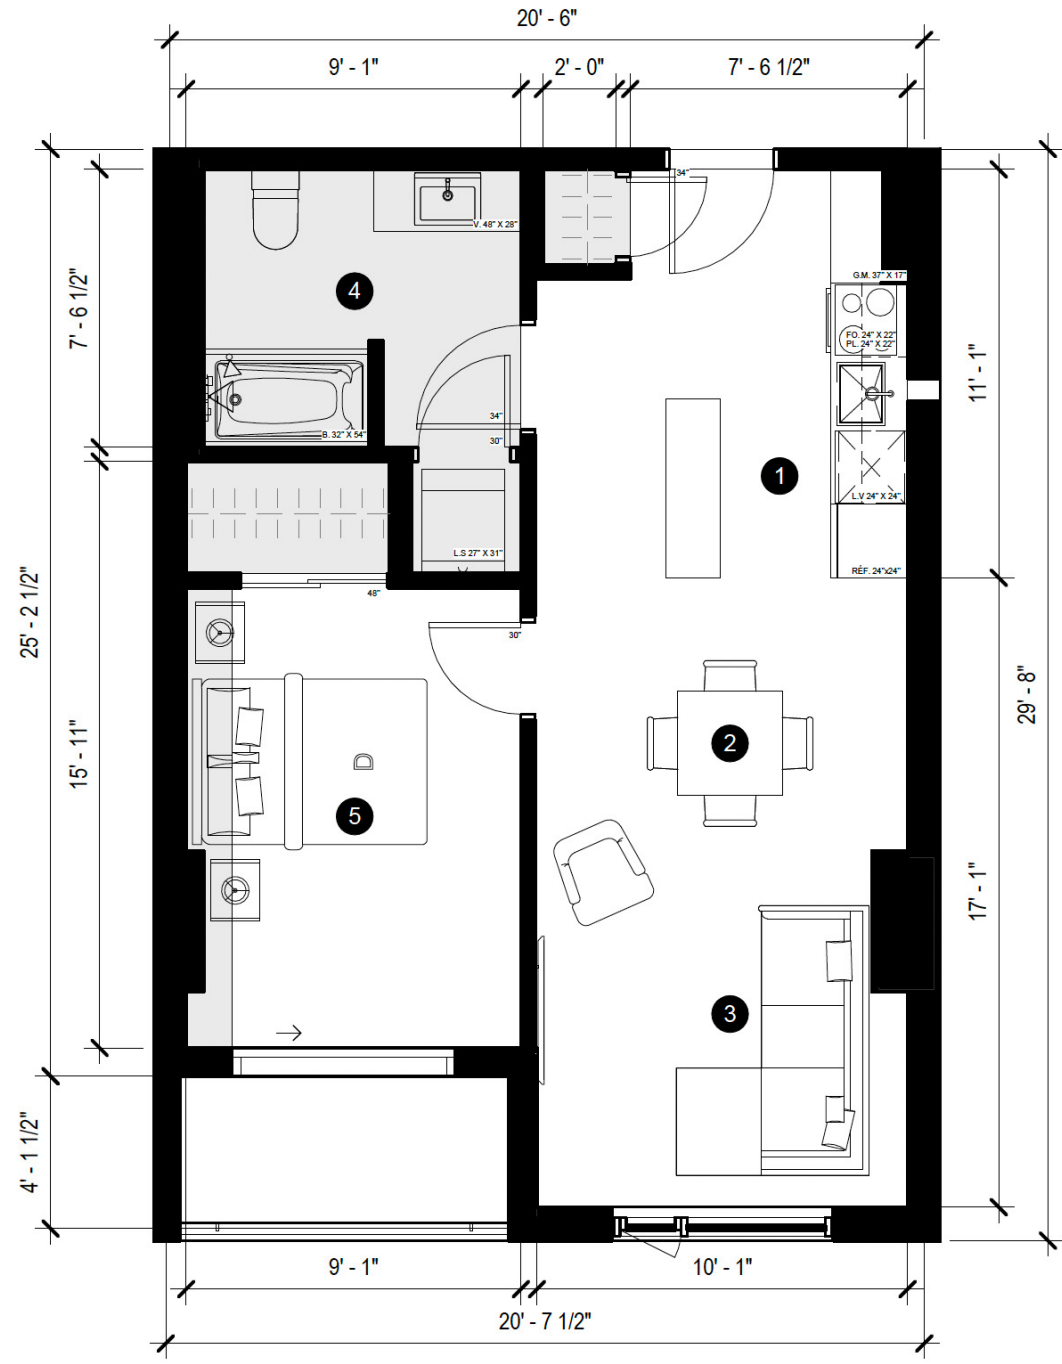 20' - 6"
9' - 1"
2' - 0"
7' - 6 1/2"
34"
V. 48" X 28"
7' - 6 1/2"
4
G.M. 37" X 17"
FO. 24" X 22"
PL. 24" X 22"
11' - 1"
34"
B. 32" X 54"
30"
1
L.V 24" X 24"
L.S 27" X 31"
RÉF. 24"x24"
48"
30"
25' - 2 1/2"
29' - 8"
15' - 11"
2
5
17' - 1"
3
4' - 1 1/2"
9' - 1"
10' - 1"
20' - 7 1/2"